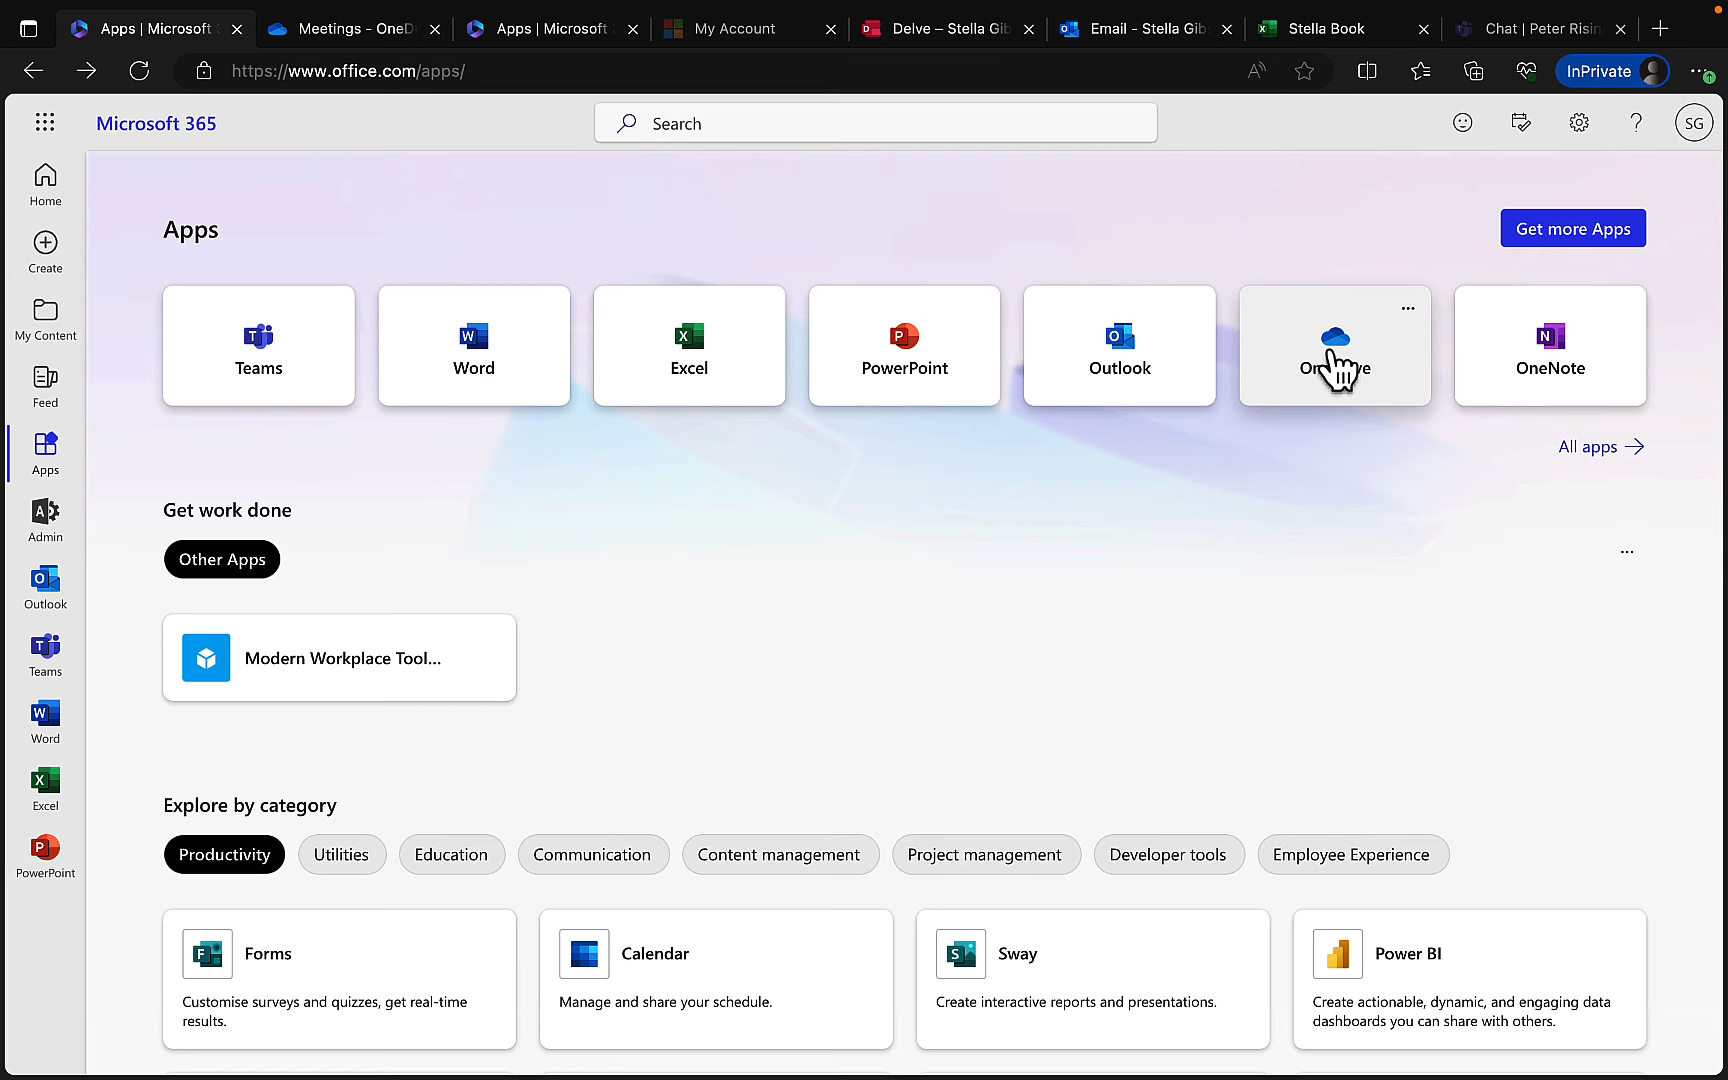 Apps | Microsoft
Meetings - OneD
Apps | Microsoft
My Account
Delve – Stella Gib
Email - Stella Gib
Stella Book
Chat | Peter Risin
https://www.office.com/apps/
InPrivate
Microsoft 365
Search
SG
Home
Create
My Content
Feed
Apps
Admin
Outlook
Teams
Word
Excel
PowerPoint
Apps
Get more Apps
Teams
Word
Excel
PowerPoint
Outlook
OneNote
All apps
Get work done
Other Apps
Modern Workplace Tool...
Explore by category
Productivity
Utilities
Education
Communication
Content management
Project management
Developer tools
Employee Experience
Forms
Customise surveys and quizzes, get real-time
results.
Calendar
Manage and share your schedule.
Sway
Create interactive reports and presentations.
Power BI
Create actionable, dynamic, and engaging data
dashboards you can share with others.